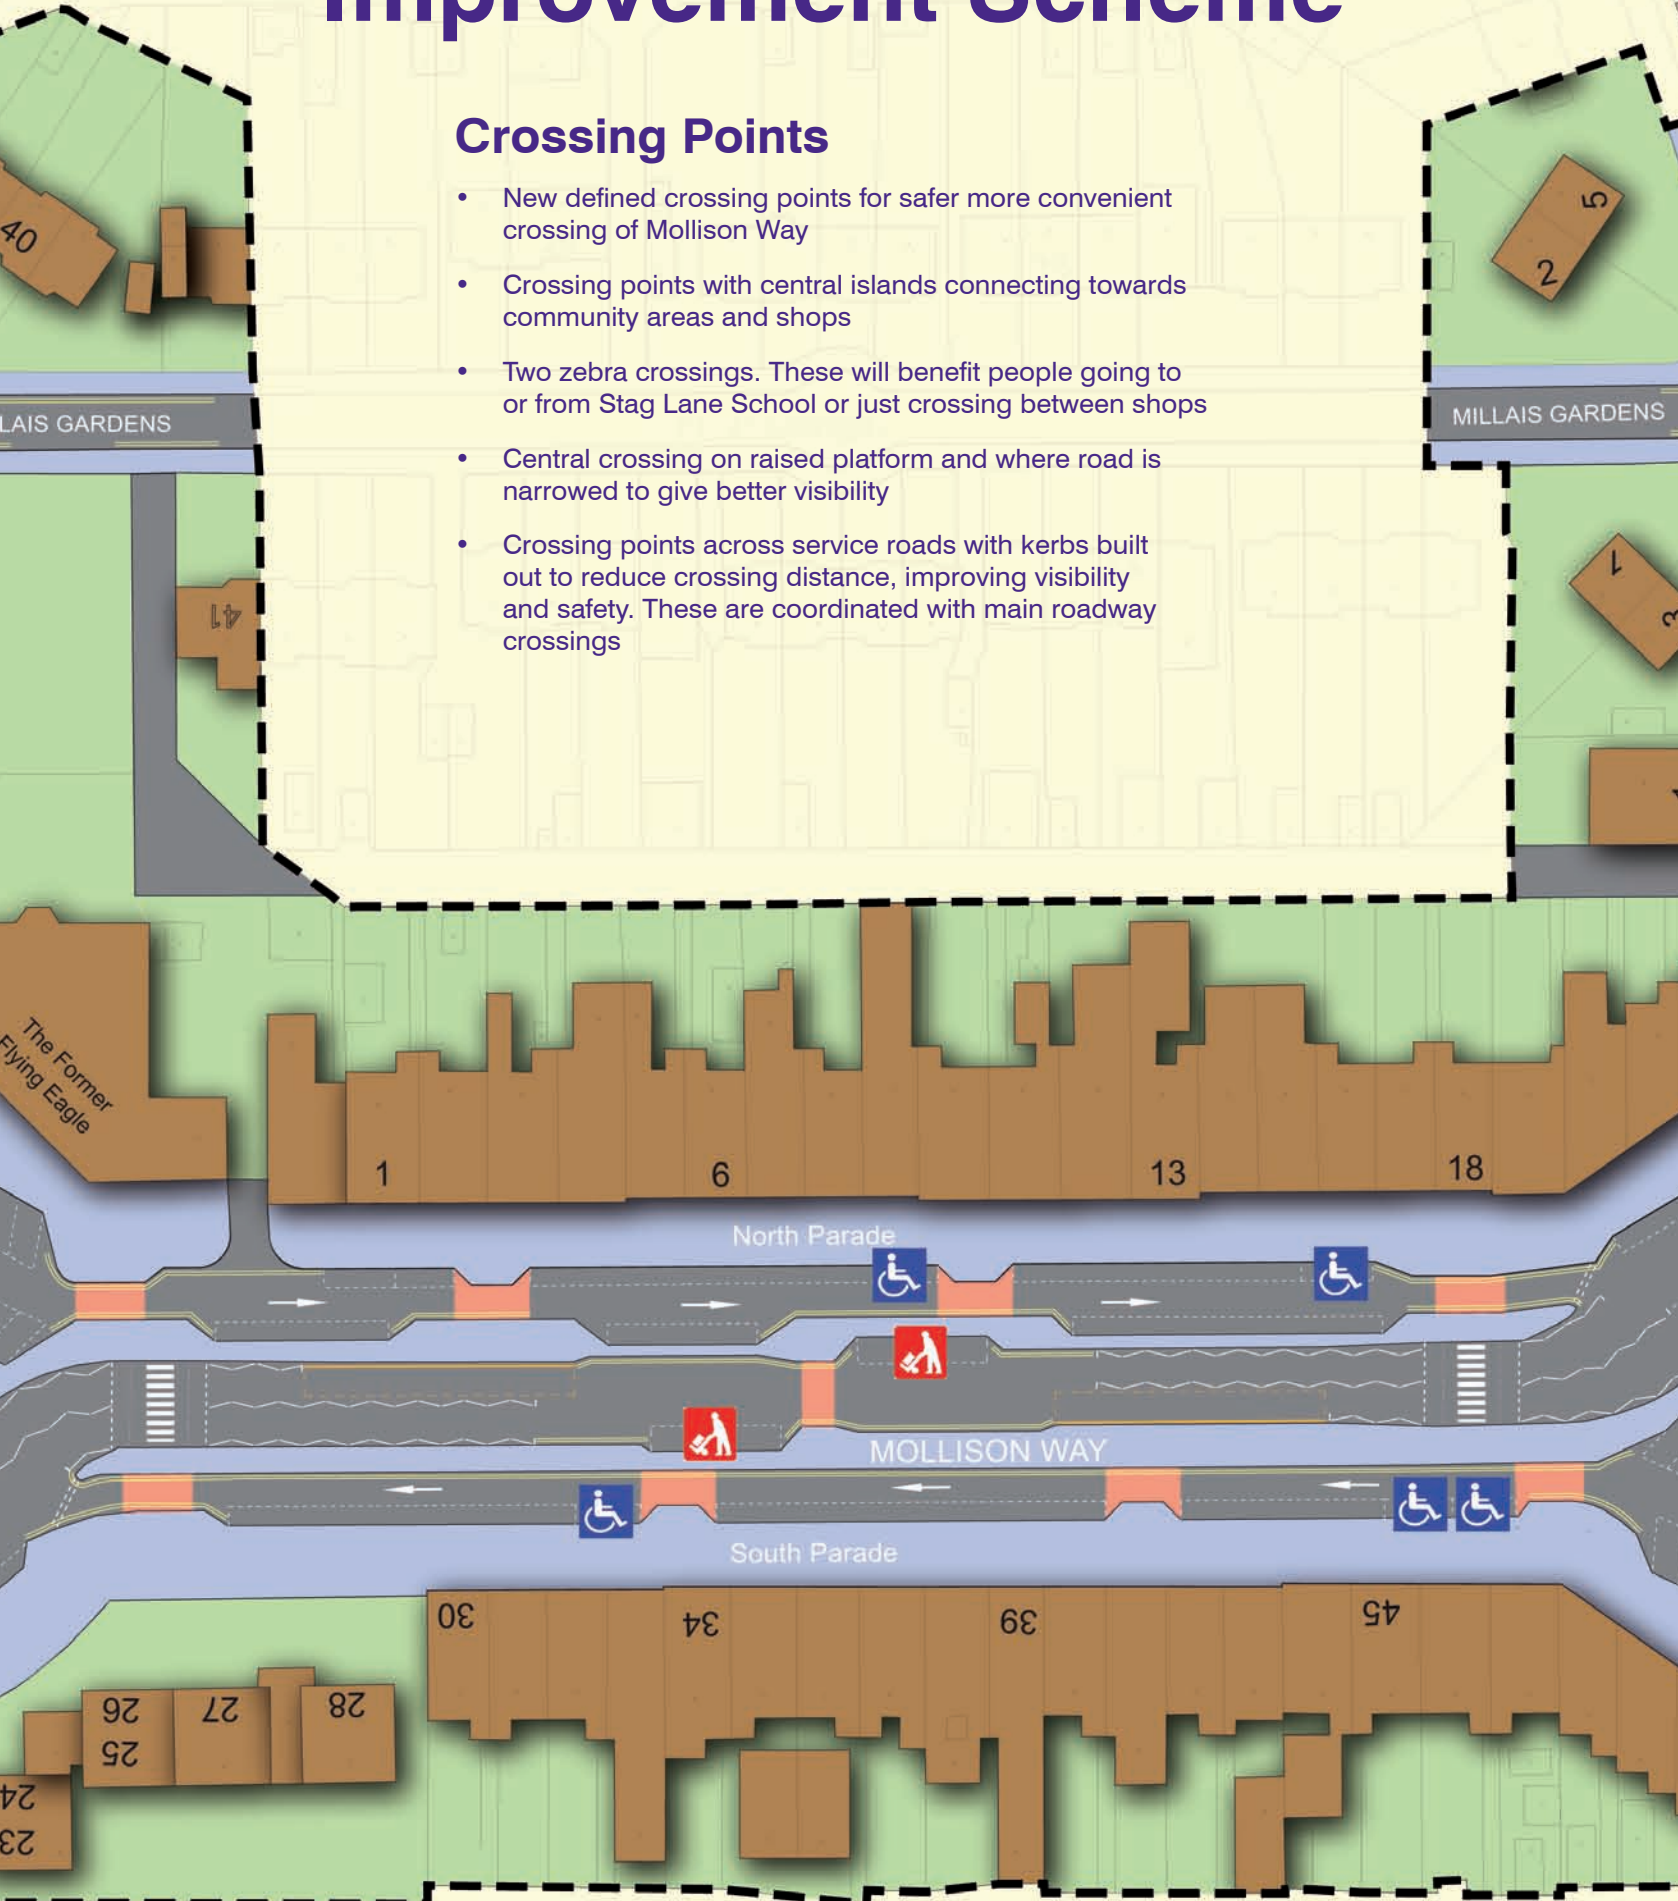 Improvement Scheme
Crossing Points
• New defined crossing points for safer more convenient
crossing of Mollison Way
• Crossing points with central islands connecting towards
community areas and shops
• Two zebra crossings. These will benefit people going to
or from Stag Lane School or just crossing between shops
• Central crossing on raised platform and where road is
narrowed to give better visibility
• Crossing points across service roads with kerbs built
out to reduce crossing distance, improving visibility
and safety. These are coordinated with main roadway
crossings
40
5
2
LAIS GARDENS
MILLAIS GARDENS
41
1
3
The Former
Flying Eagle
1
6
13
18
North Parade
MOLLISON WAY
South Parade
30
34
39
45
26
27
28
25
24
23